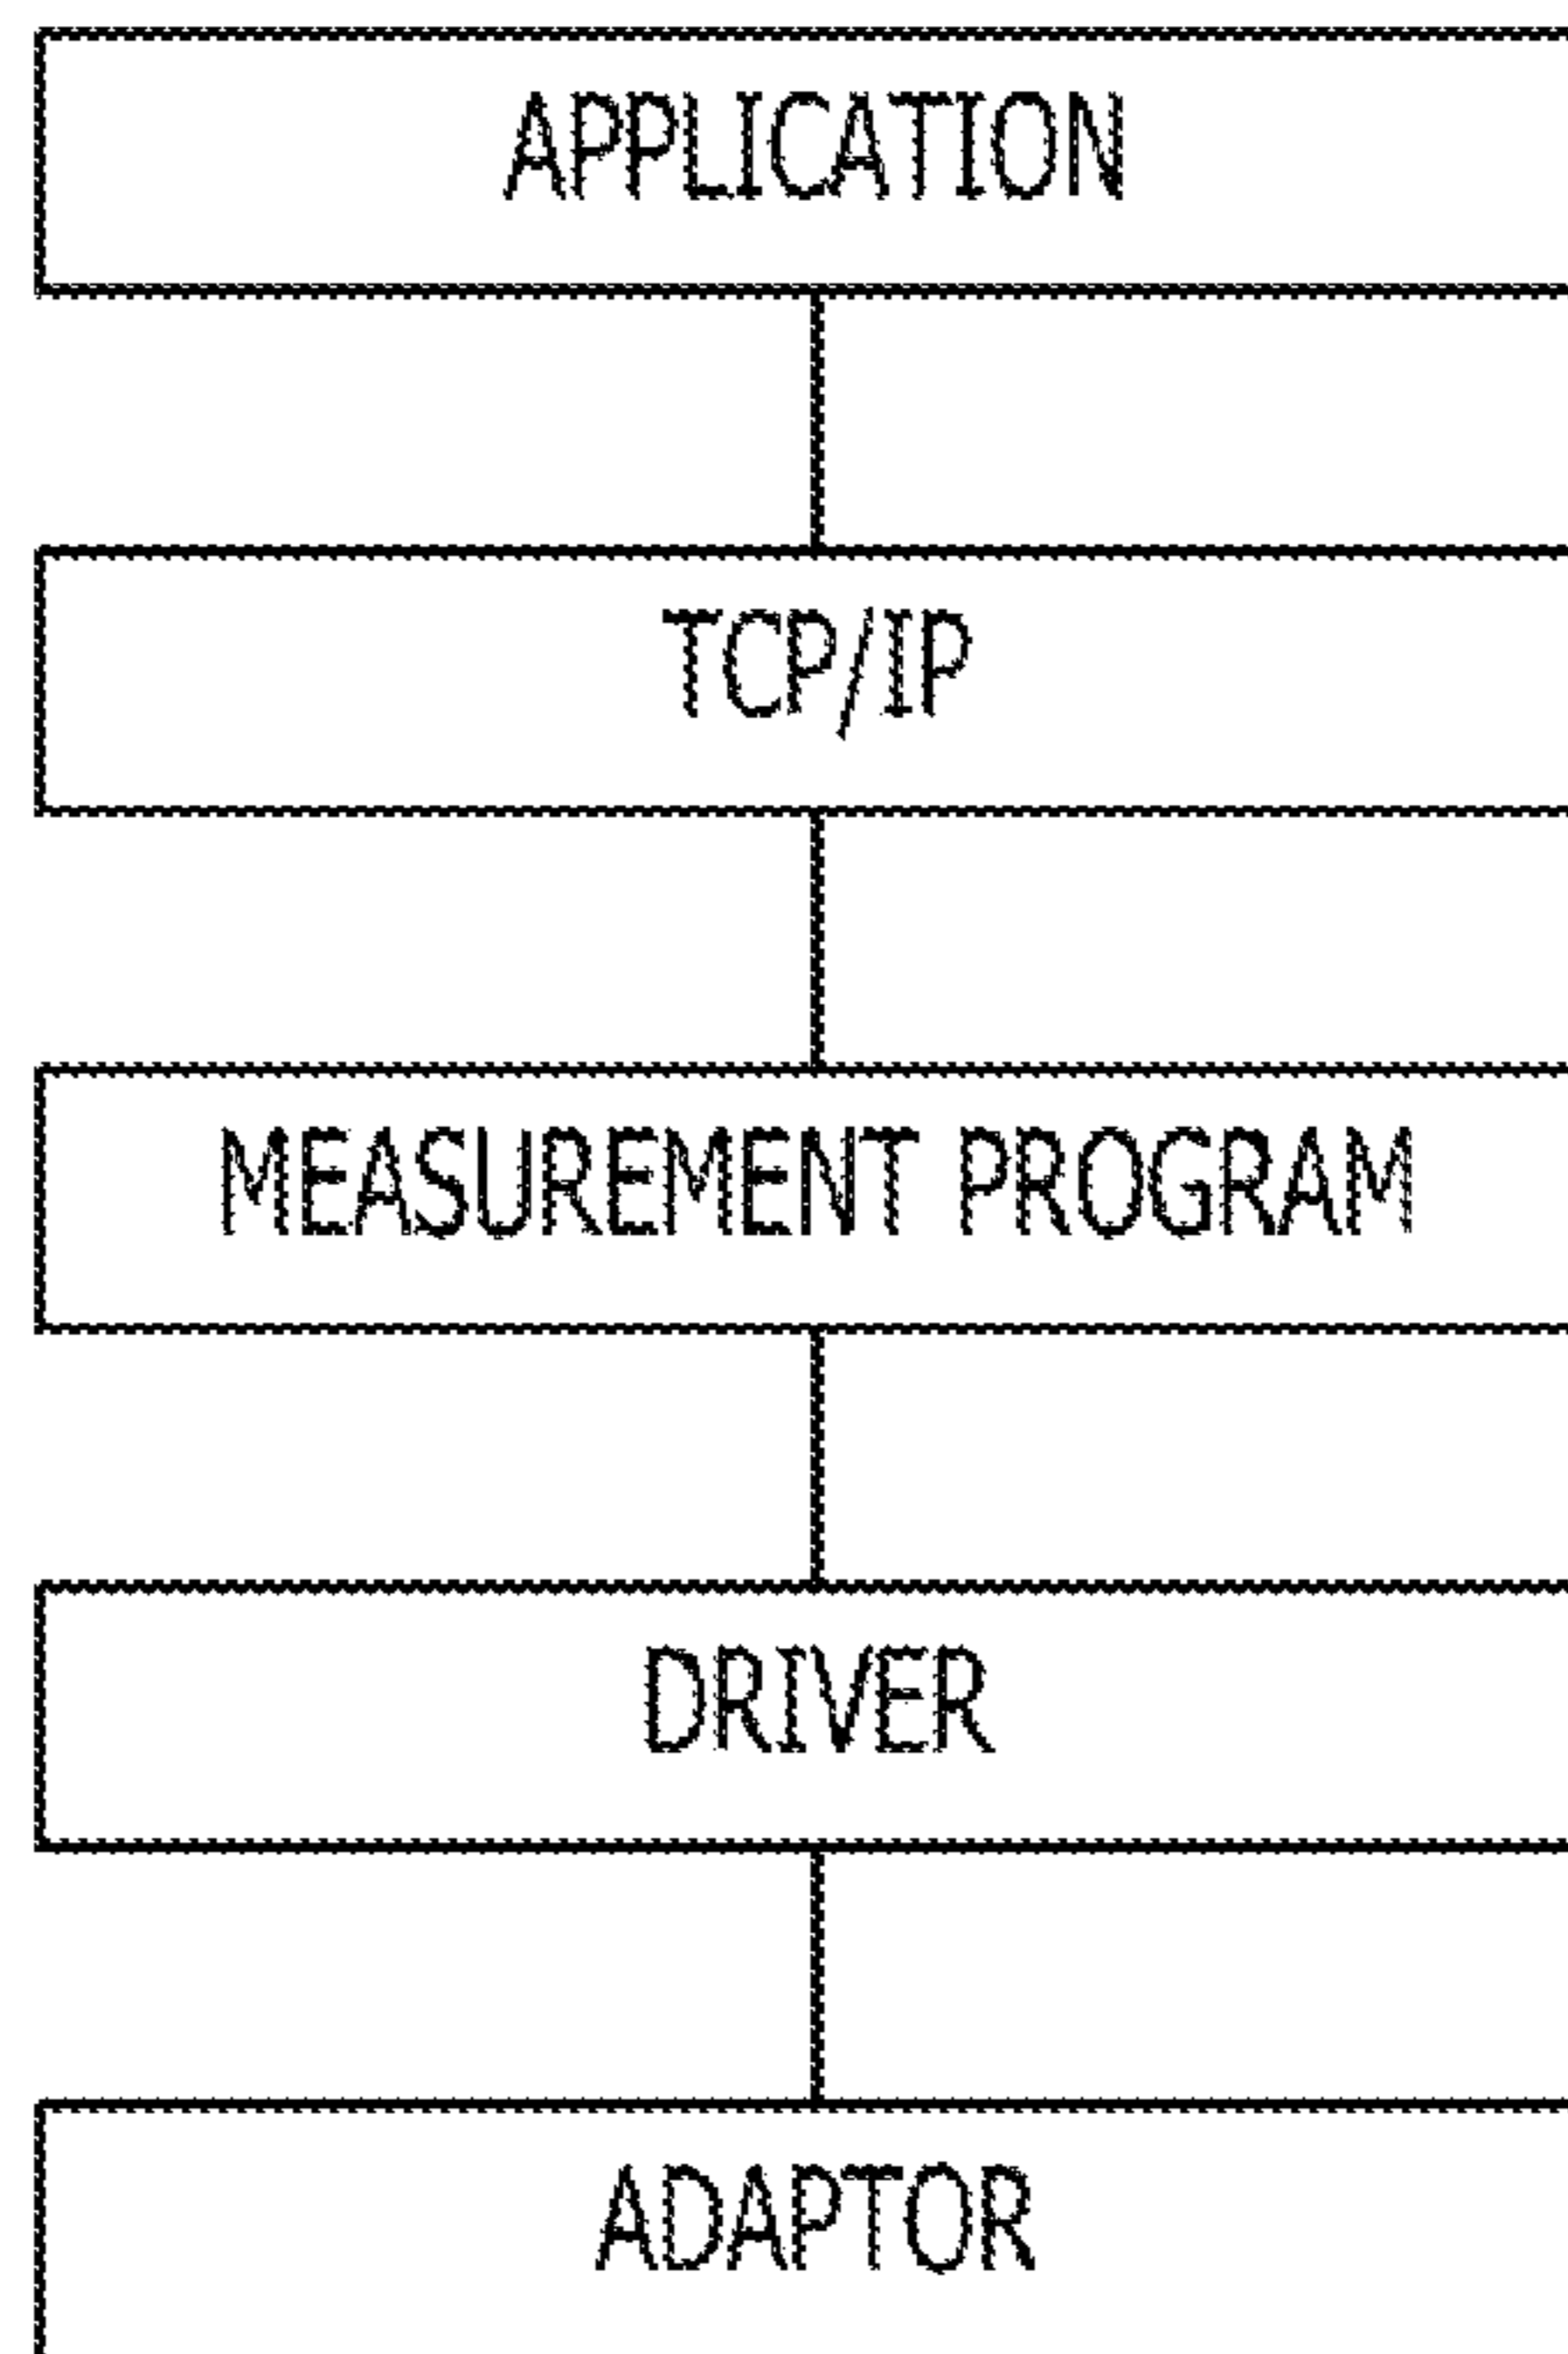 APPLICATION
TCP/IP
MEASUREMENT PROGRAM
DRIVER
ADAPTOR